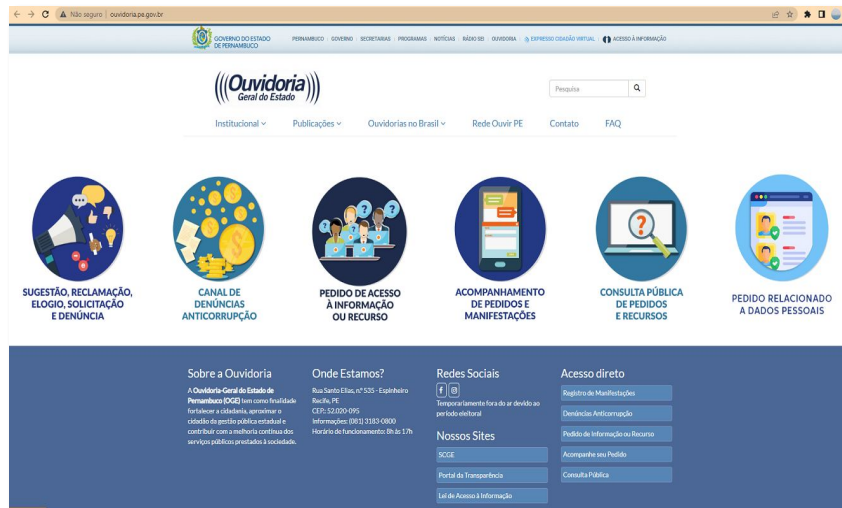 Não seguro | ouvidoria.pe.gov.br
GOVERNO DO ESTADO
DE PERNAMBUCO
PERNAMBUCO | GOVERNO | SECRETARIAS | PROGRAMAS | NOTÍCIAS | RÁDIO SEI | OUVIDORIA | EXPRESSO CIDADÃO VIRTUAL | ACESSO À INFORMAÇÃO
(((Ouvidoria)))
Geral do Estado
Pesquisa
Institucional
Publicações
Ouvidorias no Brasil
Rede Ouvir PE
Contato
FAQ
SUGESTÃO, RECLAMAÇÃO,
ELOGIO, SOLICITAÇÃO
E DENÚNCIA
CANAL DE
DENÚNCIAS
ANTICORRUPÇÃO
PEDIDO DE ACESSO
À INFORMAÇÃO
OU RECURSO
ACOMPANHAMENTO
DE PEDIDOS E
MANIFESTAÇÕES
CONSULTA PÚBLICA
DE PEDIDOS
E RECURSOS
PEDIDO RELACIONADO
A DADOS PESSOAIS
Sobre a Ouvidoria
A Ouvidoria-Geral do Estado de
Pernambuco (OGE) tem como finalidade
fortalecer a cidadania, aproximar o
cidadão da gestão pública estadual e
contribuir com a melhoria contínua dos
serviços públicos prestados à sociedade.
Onde Estamos?
Rua Santo Elias, n.º 535 - Espinheiro
Recife, PE
CEP.: 52.020-095
Informações: (081) 3183-0800
Horário de funcionamento: 8h às 17h
Redes Sociais
Temporariamente fora do ar devido ao
período eleitoral
Nossos Sites
SCGE
Portal da Transparência
Lei de Acesso à Informação
Acesso direto
Registro de Manifestações
Denúncias Anticorrupção
Pedido de Informação ou Recurso
Acompanhe seu Pedido
Consulta Pública